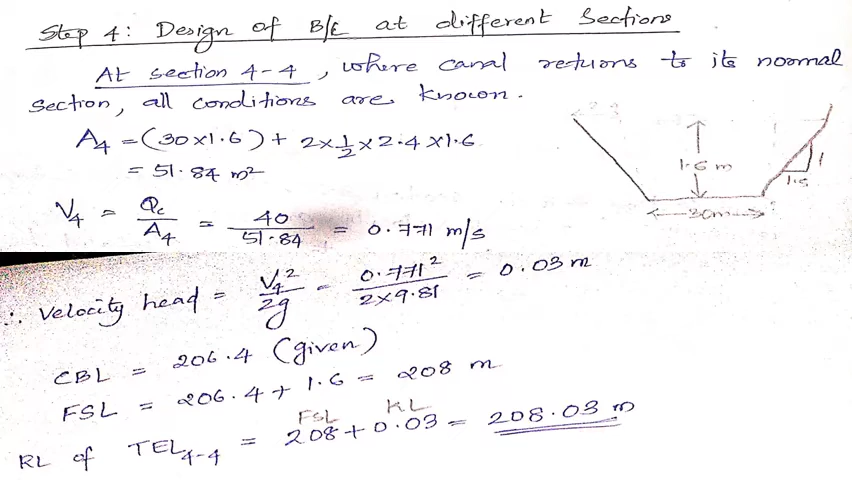 Step 4: Design of B/E at different Sections
At section 4-4, where canal returns to its normal
section, all conditions are known.
A₄ = (30×1.6) + 2×½×2.4×1.6
= 51.84 m²
1.6 m
1
1.5
30m
V₄ = Qc/A₄ = 40/51.84 = 0.771 m/s
∴ Velocity head = V₄²/2g = 0.771²/2×9.81 = 0.03 m
CBL = 206.4 (given)
FSL = 206.4 + 1.6 = 208 m
FSL KL
RL of TEL₄₋₄ = 208 + 0.03 = 208.03 m